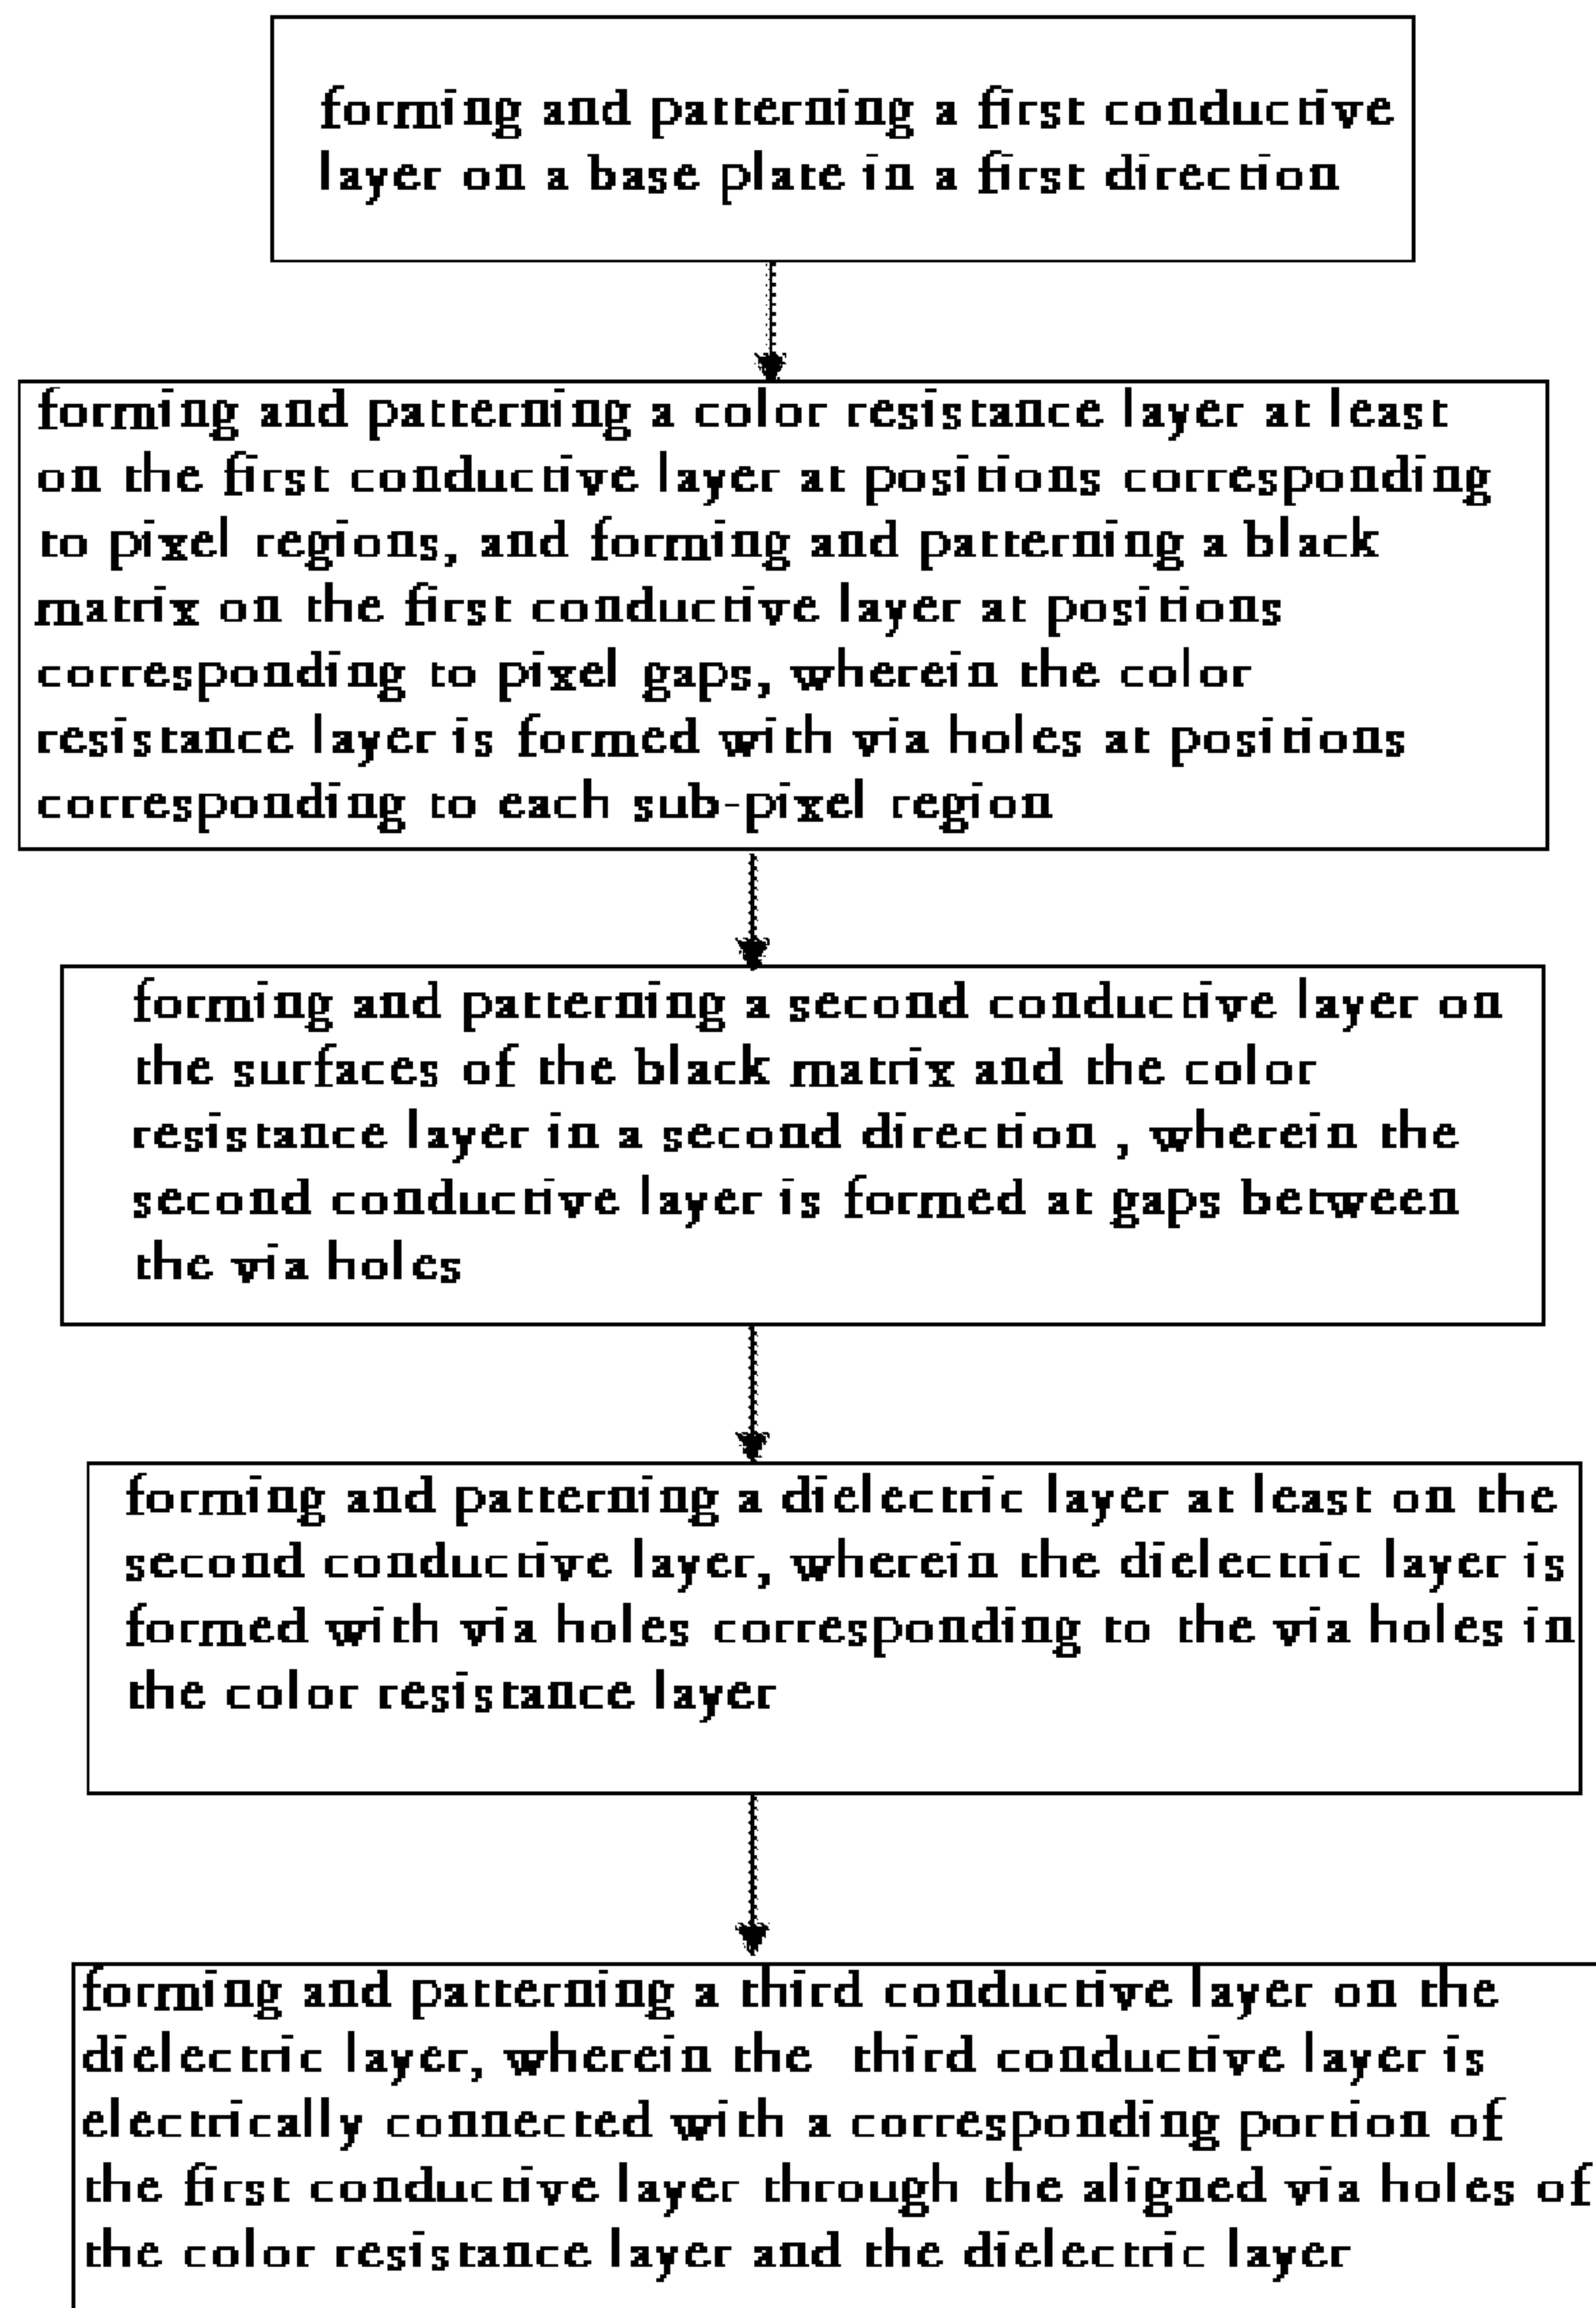 forming and patterning a first conductive
layer on a base plate in a first direction
forming and patterning a color resistance layer at least
on the first conductive layer at positions corresponding
to pixel regions, and forming and patterning a black
matrix on the first conductive layer at positions
corresponding to pixel gaps, wherein the color
resistance layer is formed with via holes at positions
corresponding to each sub-pixel region
forming and patterning a second conductive layer on
the surfaces of the black matrix and the color
resistance layer in a second direction , wherein the
second conductive layer is formed at gaps between
the via holes
forming and patterning a dielectric layer at least on the
second conductive layer, wherein the dielectric layer is
formed with via holes corresponding to the via holes in
the color resistance layer
forming and patterning a third conductive layer on the
dielectric layer, wherein the third conductive layer is
electrically connected with a corresponding portion of
the first conductive layer through the aligned via holes of
the color resistance layer and the dielectric layer